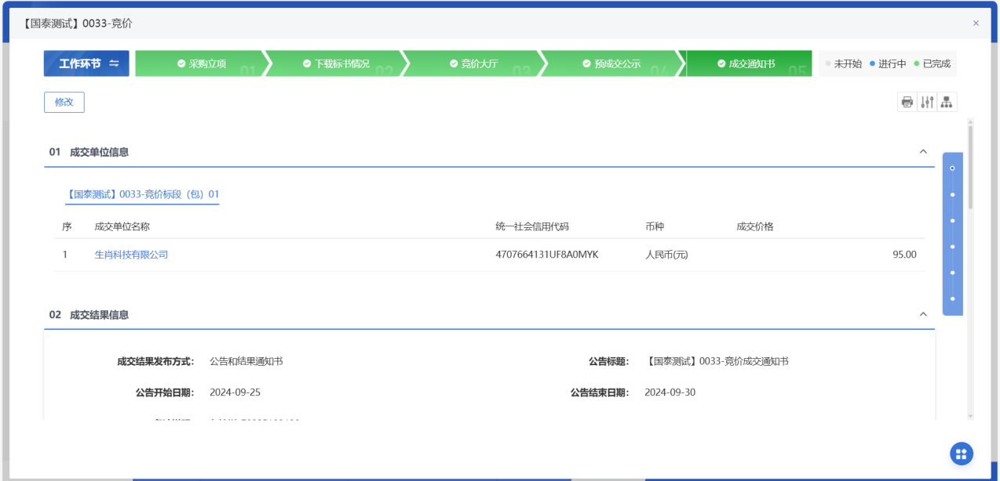 【国泰测试】0033-竞价
×
工作环节
采购立项 01
下载标书情况 02
竞价大厅 03
预成交公示 04
成交通知书 05
未开始 进行中 已完成
修改
01 成交单位信息
【国泰测试】0033-竞价标段（包）01
序 成交单位名称 统一社会信用代码 币种 成交价格
1 生肖科技有限公司 4707664131UF8A0MYK 人民币(元) 95.00
02 成交结果信息
成交结果发布方式： 公告和结果通知书 公告标题： 【国泰测试】0033-竞价成交通知书
公告开始日期： 2024-09-25 公告结束日期： 2024-09-30